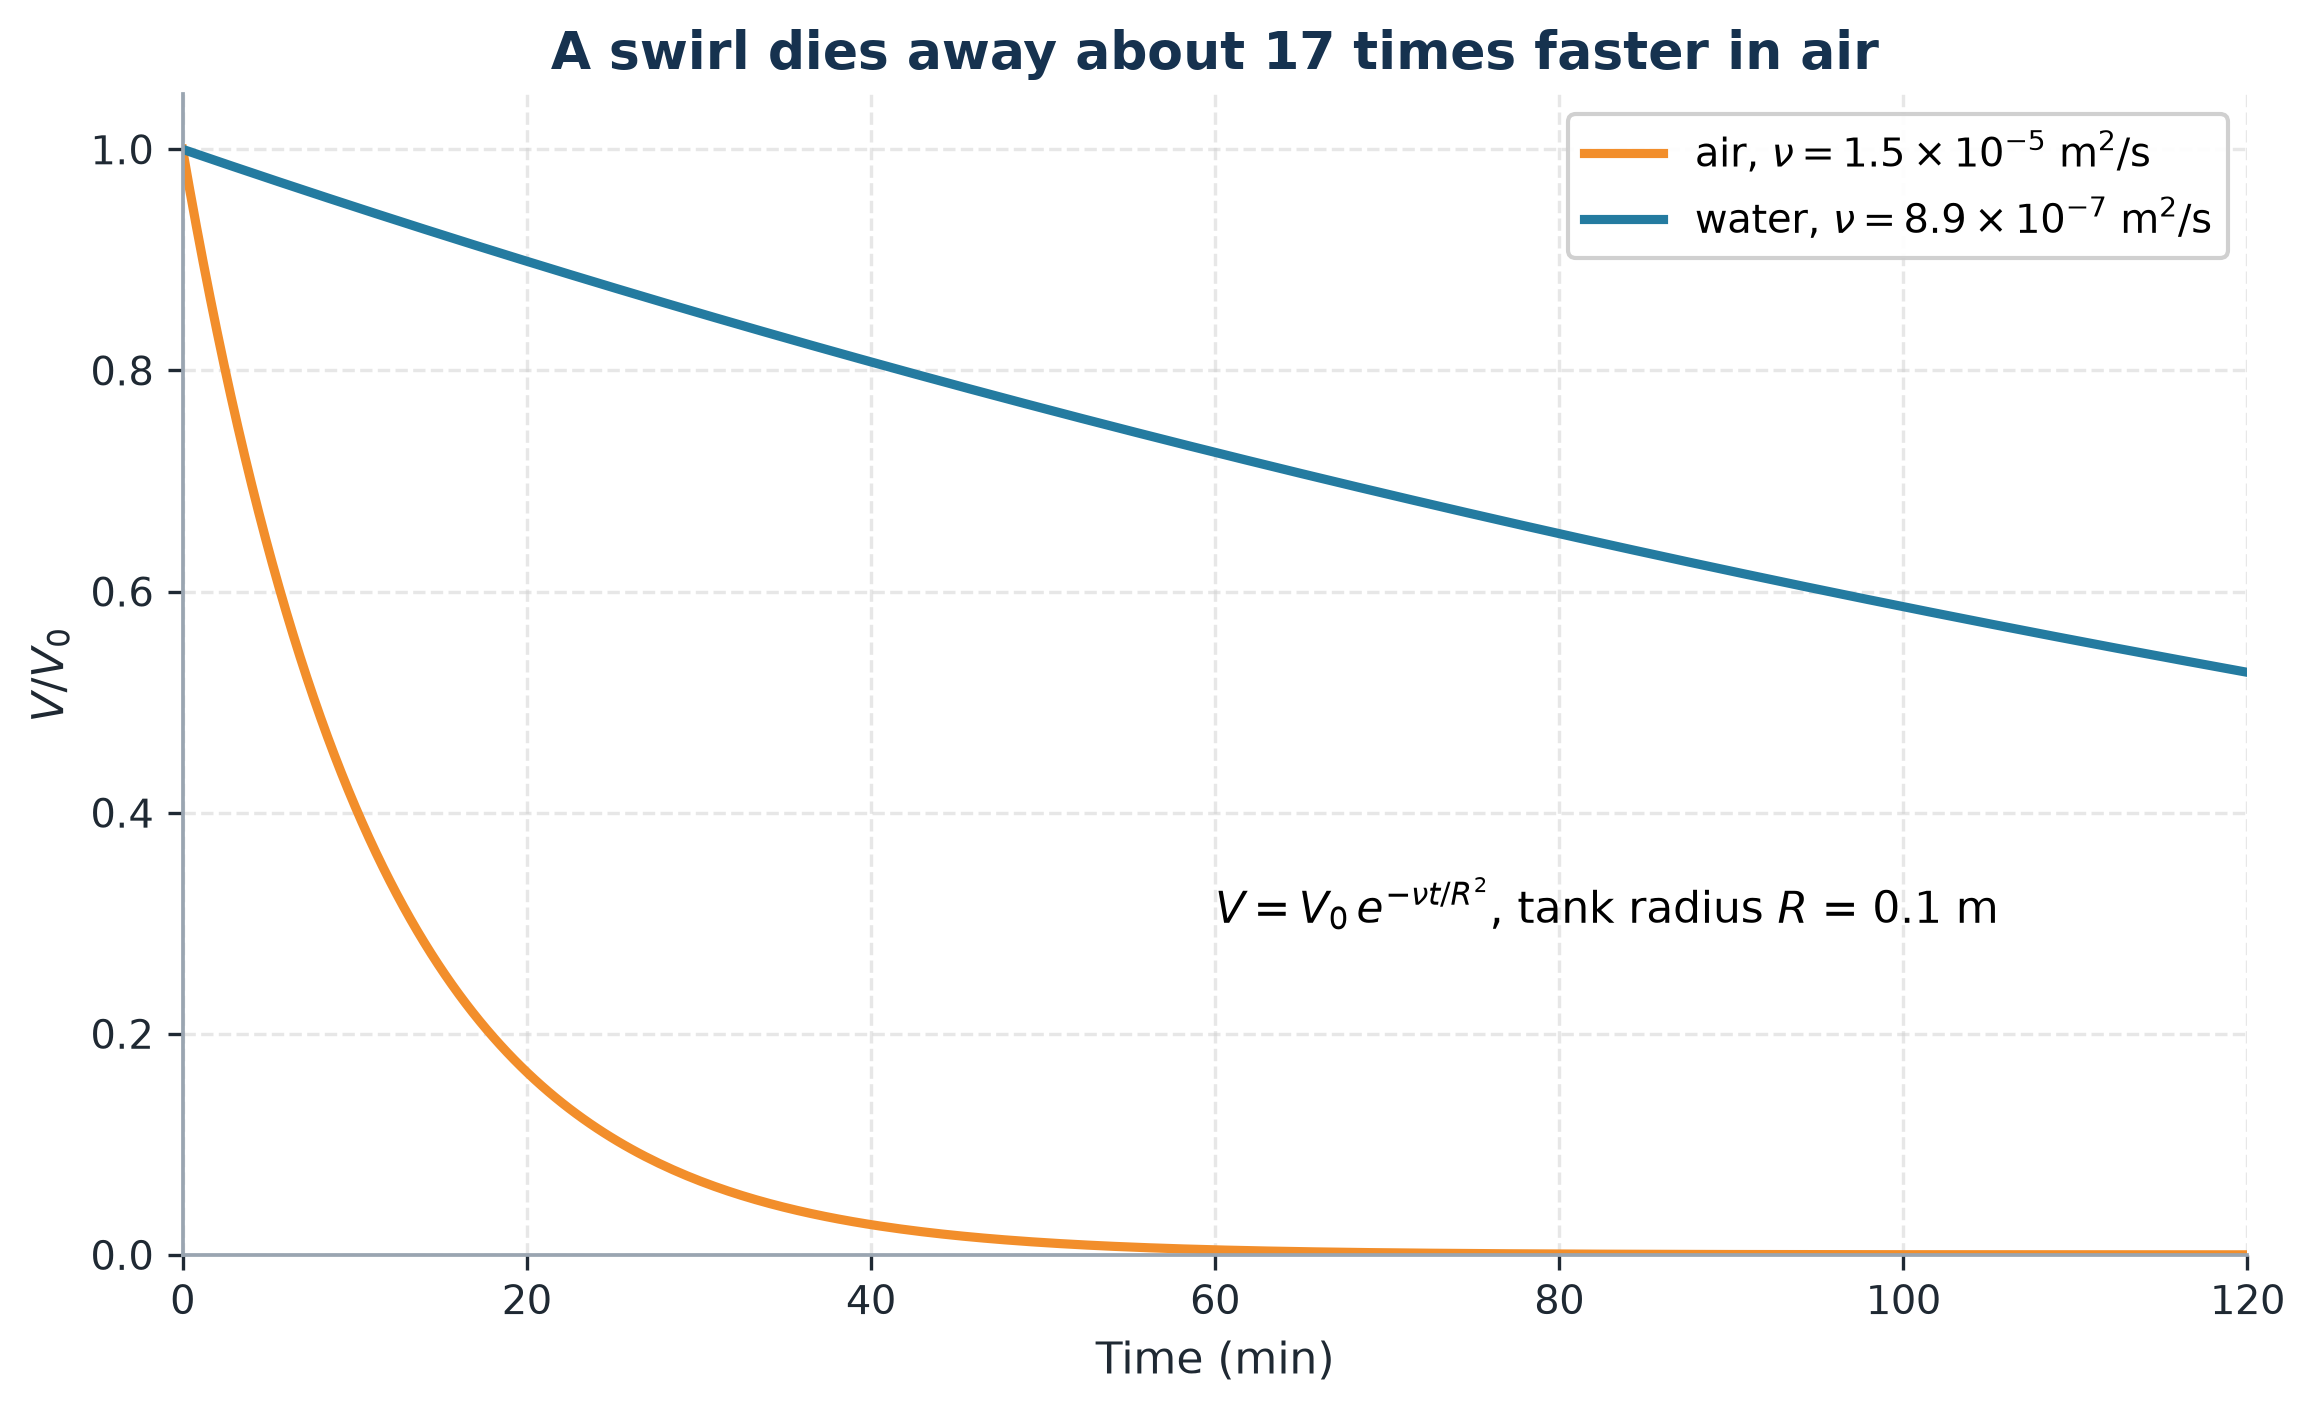 A swirl dies away about 17 times faster in air
air, ν = 1.5 × 10⁻⁵ m²/s
water, ν = 8.9 × 10⁻⁷ m²/s
1.0
0.8
0.6
0.4
0.2
0.0
V/V₀
V = V₀ e^{−νt/R²}, tank radius R = 0.1 m
0 20 40 60 80 100 120
Time (min)